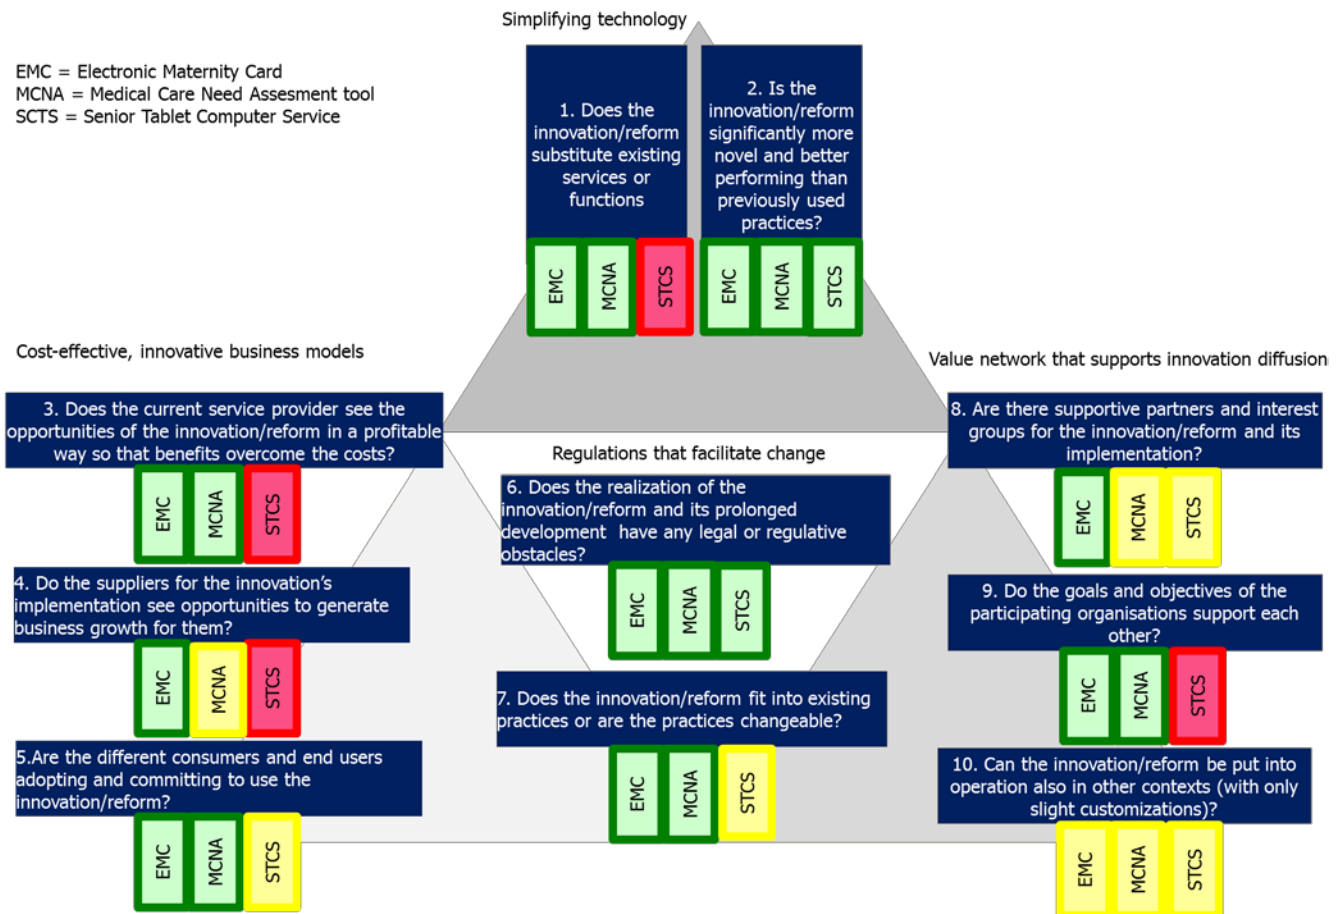 Simplifying technology
EMC = Electronic Maternity Card
MCNA = Medical Care Need Assesment tool
SCTS = Senior Tablet Computer Service
1. Does the
innovation/reform
substitute existing
services or
functions
EMC
MCNA
STCS
2. Is the
innovation/reform
significantly more
novel and better
performing than
previously used
practices?
EMC
MCNA
STCS
Cost-effective, innovative business models
3. Does the current service provider see the
opportunities of the innovation/reform in a profitable
way so that benefits overcome the costs?
EMC
MCNA
STCS
4. Do the suppliers for the innovation's
implementation see opportunities to generate
business growth for them?
EMC
MCNA
STCS
5.Are the different consumers and end users
adopting and committing to use the
innovation/reform?
EMC
MCNA
STCS
Regulations that facilitate change
6. Does the realization of the
innovation/reform and its prolonged
development have any legal or regulative
obstacles?
EMC
MCNA
STCS
7. Does the innovation/reform fit into existing
practices or are the practices changeable?
EMC
MCNA
STCS
Value network that supports innovation diffusion
8. Are there supportive partners and interest
groups for the innovation/reform and its
implementation?
EMC
MCNA
STCS
9. Do the goals and objectives of the
participating organisations support each
other?
EMC
MCNA
STCS
10. Can the innovation/reform be put into
operation also in other contexts (with only
slight customizations)?
EMC
MCNA
STCS